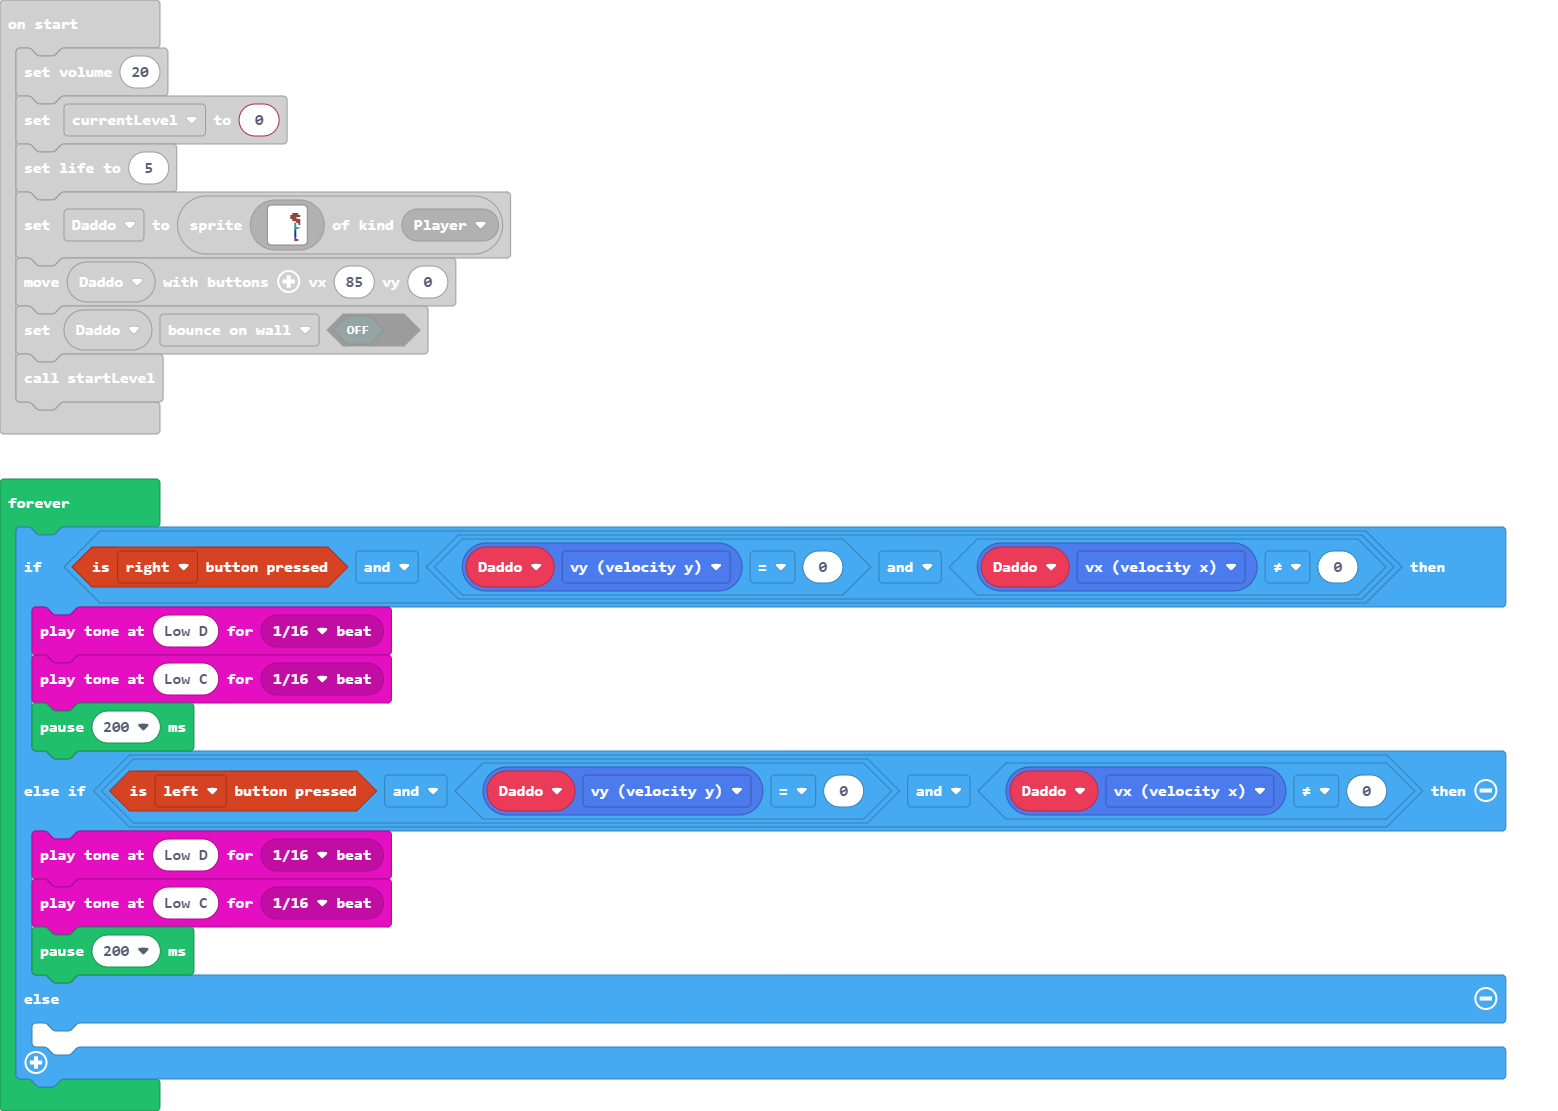 on start
set volume 20
set currentLevel to 0
set life to 5
set Daddo to sprite of kind Player
move Daddo with buttons vx 85 vy 0
set Daddo bounce on wall OFF
call startLevel
forever
if is right button pressed and Daddo vy (velocity y) = 0 and Daddo vx (velocity x) ≠ 0 then
play tone at Low D for 1/16 beat
play tone at Low C for 1/16 beat
pause 200 ms
else if is left button pressed and Daddo vy (velocity y) = 0 and Daddo vx (velocity x) ≠ 0 then
play tone at Low D for 1/16 beat
play tone at Low C for 1/16 beat
pause 200 ms
else